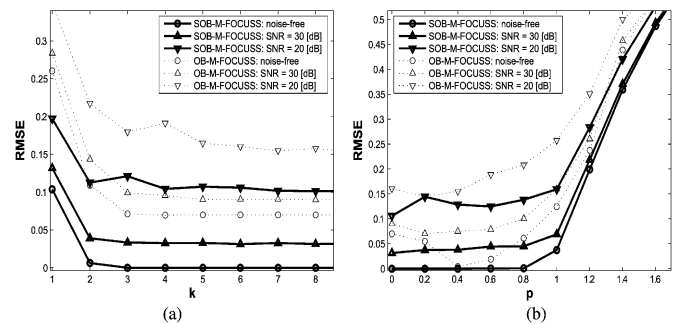 SOB-M-FOCUSS: noise-free
SOB-M-FOCUSS: SNR = 30 [dB]
SOB-M-FOCUSS: SNR = 20 [dB]
OB-M-FOCUSS: noise-free
OB-M-FOCUSS: SNR = 30 [dB]
OB-M-FOCUSS: SNR = 20 [dB]
RMSE
0.3
0.25
0.2
0.15
0.1
0.05
0
1 2 3 4 5 6 7 8
k
(a)
SOB-M-FOCUSS: noise-free
SOB-M-FOCUSS: SNR = 30 [dB]
SOB-M-FOCUSS: SNR = 20 [dB]
OB-M-FOCUSS: noise-free
OB-M-FOCUSS: SNR = 30 [dB]
OB-M-FOCUSS: SNR = 20 [dB]
RMSE
0.5
0.45
0.4
0.35
0.3
0.25
0.2
0.15
0.1
0.05
0
0 0.2 0.4 0.6 0.8 1 1.2 1.4 1.6
p
(b)